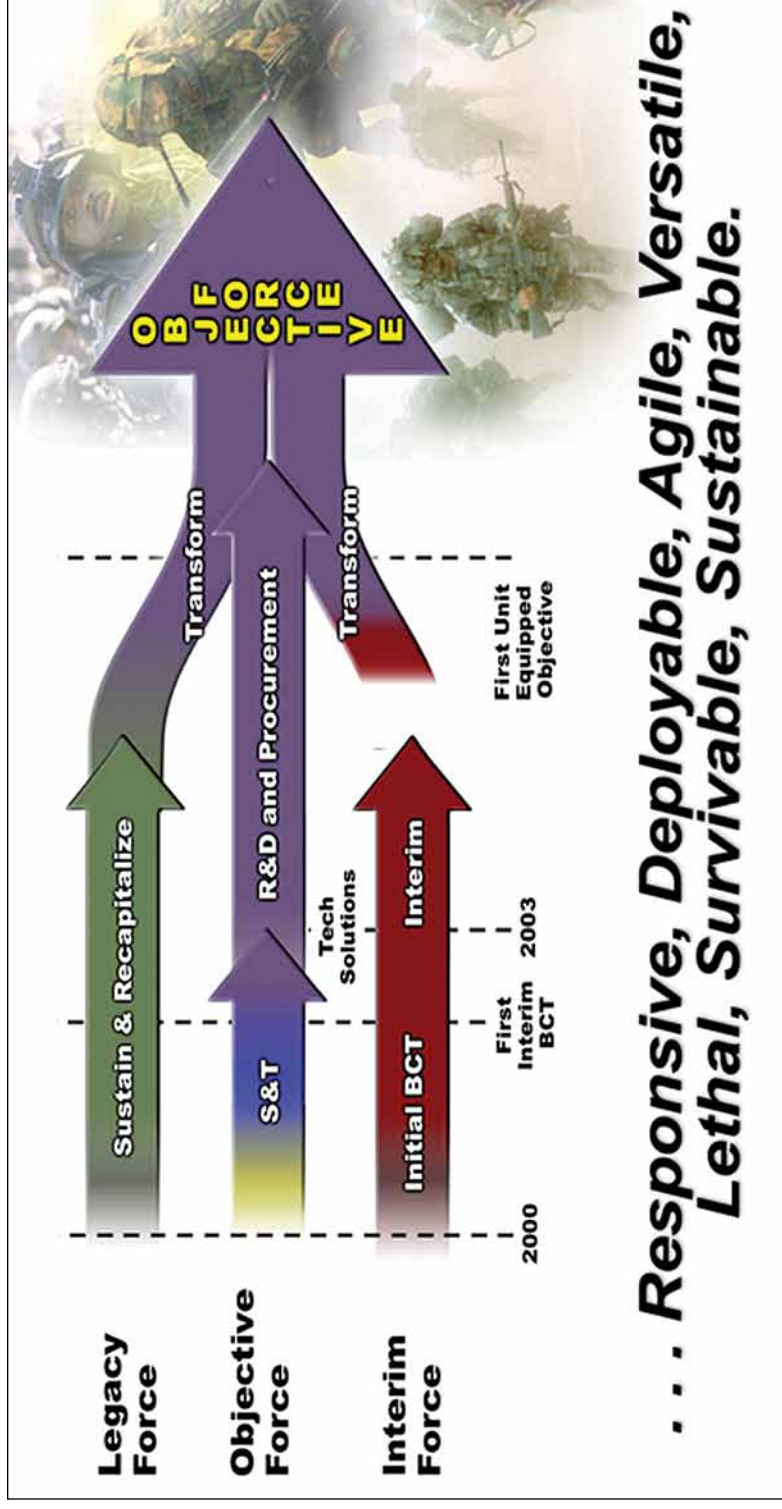 Legacy
Force
Objective
Force
Interim
Force
Sustain & Recapitalize
Transform
S&T
R&D and Procurement
Tech
Solutions
Initial BCT
Interim
Transform
OBJECTIVE
FORCE
2000
First
Interim
BCT
2003
First Unit
Equipped
Objective
. . . Responsive, Deployable, Agile, Versatile,
Lethal, Survivable, Sustainable.